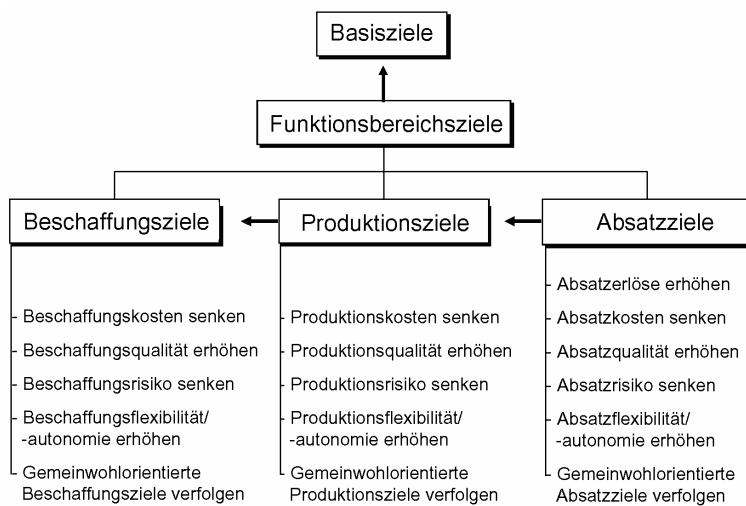 Basisziele
Funktionsbereichsziele
Beschaffungsziele
Produktionsziele
Absatzziele
- Beschaffungskosten senken
- Beschaffungsqualität erhöhen
- Beschaffungsrisiko senken
- Beschaffungsflexibilität/
-autonomie erhöhen
- Gemeinwohlorientierte
Beschaffungsziele verfolgen
- Produktionskosten senken
- Produktionsqualität erhöhen
- Produktionsrisiko senken
- Produktionsflexibilität/
-autonomie erhöhen
- Gemeinwohlorientierte
Produktionsziele verfolgen
- Absatzerlöse erhöhen
- Absatzkosten senken
- Absatzqualität erhöhen
- Absatzrisiko senken
- Absatzflexibilität/
-autonomie erhöhen
- Gemeinwohlorientierte
Absatzziele verfolgen